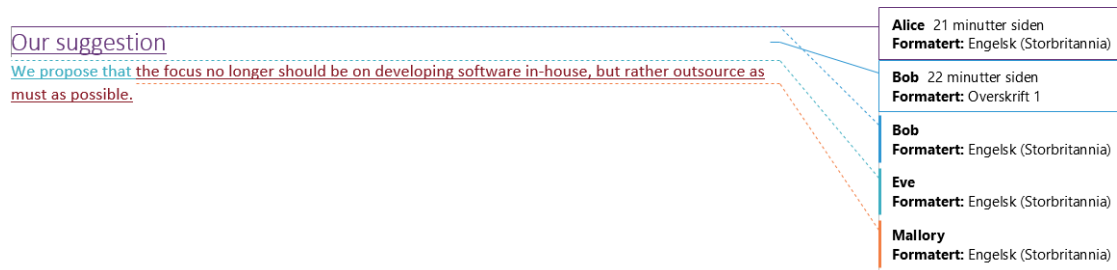 Our suggestion
We propose that the focus no longer should be on developing software in-house, but rather outsource as
must as possible.
Alice 21 minutter siden
Formatert: Engelsk (Storbritannia)
Bob 22 minutter siden
Formatert: Overskrift 1
Bob
Formatert: Engelsk (Storbritannia)
Eve
Formatert: Engelsk (Storbritannia)
Mallory
Formatert: Engelsk (Storbritannia)